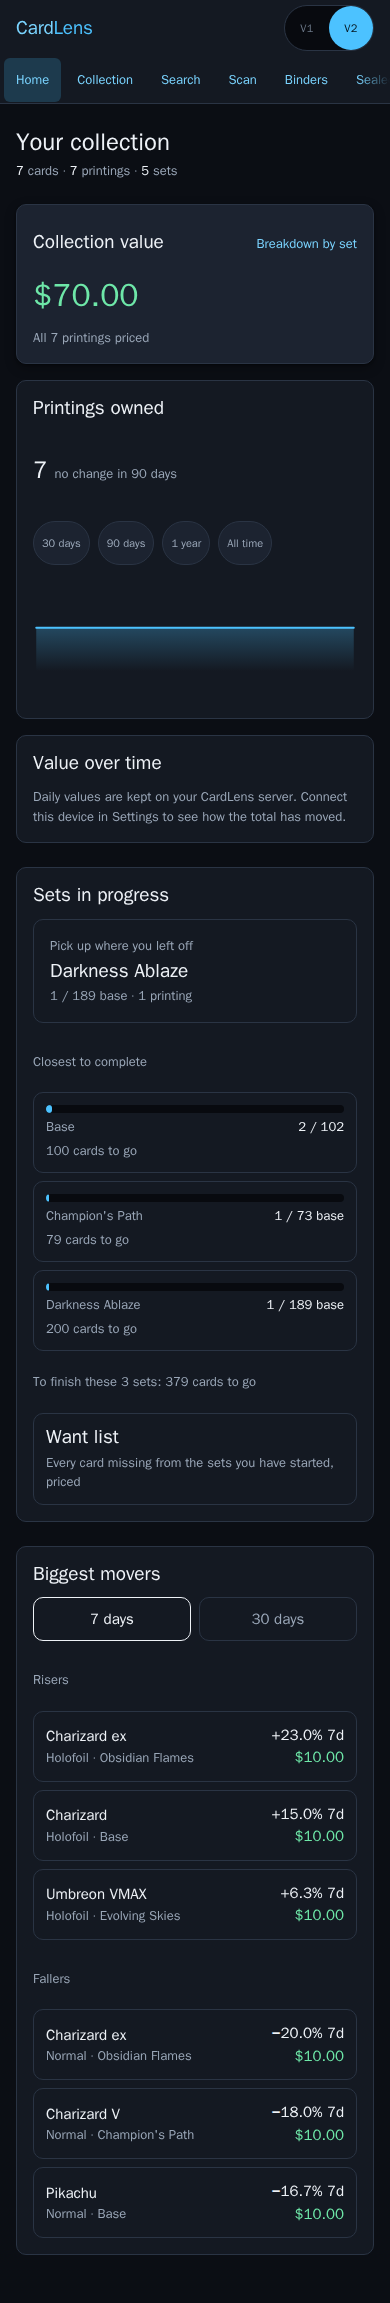 CardLens
V1
V2
Home
Collection
Search
Scan
Binders
Seale
Your collection
7 cards · 7 printings · 5 sets
Collection value
Breakdown by set
$70.00
All 7 printings priced
Printings owned
7 no change in 90 days
30 days
90 days
1 year
All time
Value over time
Daily values are kept on your CardLens server. Connect
this device in Settings to see how the total has moved.
Sets in progress
Pick up where you left off
Darkness Ablaze
1 / 189 base · 1 printing
Closest to complete
Base
2 / 102
100 cards to go
Champion's Path
1 / 73 base
79 cards to go
Darkness Ablaze
1 / 189 base
200 cards to go
To finish these 3 sets: 379 cards to go
Want list
Every card missing from the sets you have started,
priced
Biggest movers
7 days
30 days
Risers
Charizard ex
+23.0% 7d
Holofoil · Obsidian Flames
$10.00
Charizard
+15.0% 7d
Holofoil · Base
$10.00
Umbreon VMAX
+6.3% 7d
Holofoil · Evolving Skies
$10.00
Fallers
Charizard ex
−20.0% 7d
Normal · Obsidian Flames
$10.00
Charizard V
−18.0% 7d
Normal · Champion's Path
$10.00
Pikachu
−16.7% 7d
Normal · Base
$10.00